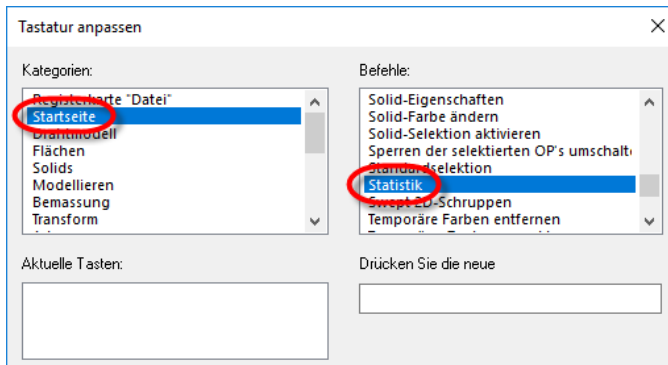 Tastatur anpassen
Kategorien:
Registerkarte "Datei"
Startseite
Drahtmodell
Flächen
Solids
Modellieren
Bemassung
Transform
Befehle:
Solid-Eigenschaften
Solid-Farbe ändern
Solid-Selektion aktivieren
Sperren der selektierten OP's umschalt
Standardselektion
Statistik
Swept 2D-Schruppen
Temporäre Farben entfernen
Aktuelle Tasten:
Drücken Sie die neue